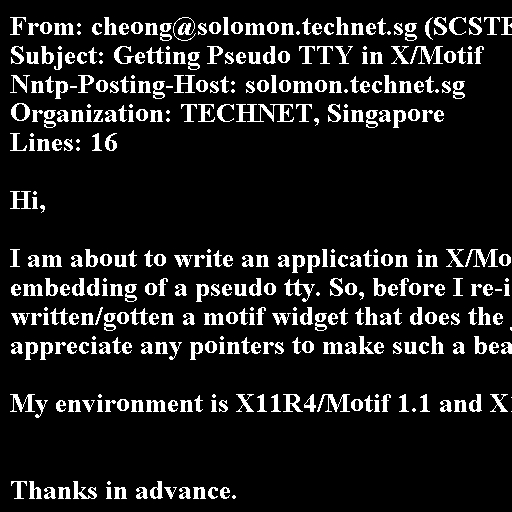 From: cheong@solomon.technet.sg (SCSTE
Subject: Getting Pseudo TTY in X/Motif
Nntp-Posting-Host: solomon.technet.sg
Organization: TECHNET, Singapore
Lines: 16
Hi,
I am about to write an application in X/Mo
embedding of a pseudo tty. So, before I re-i
written/gotten a motif widget that does the
appreciate any pointers to make such a bea
My environment is X11R4/Motif 1.1 and X1
Thanks in advance.